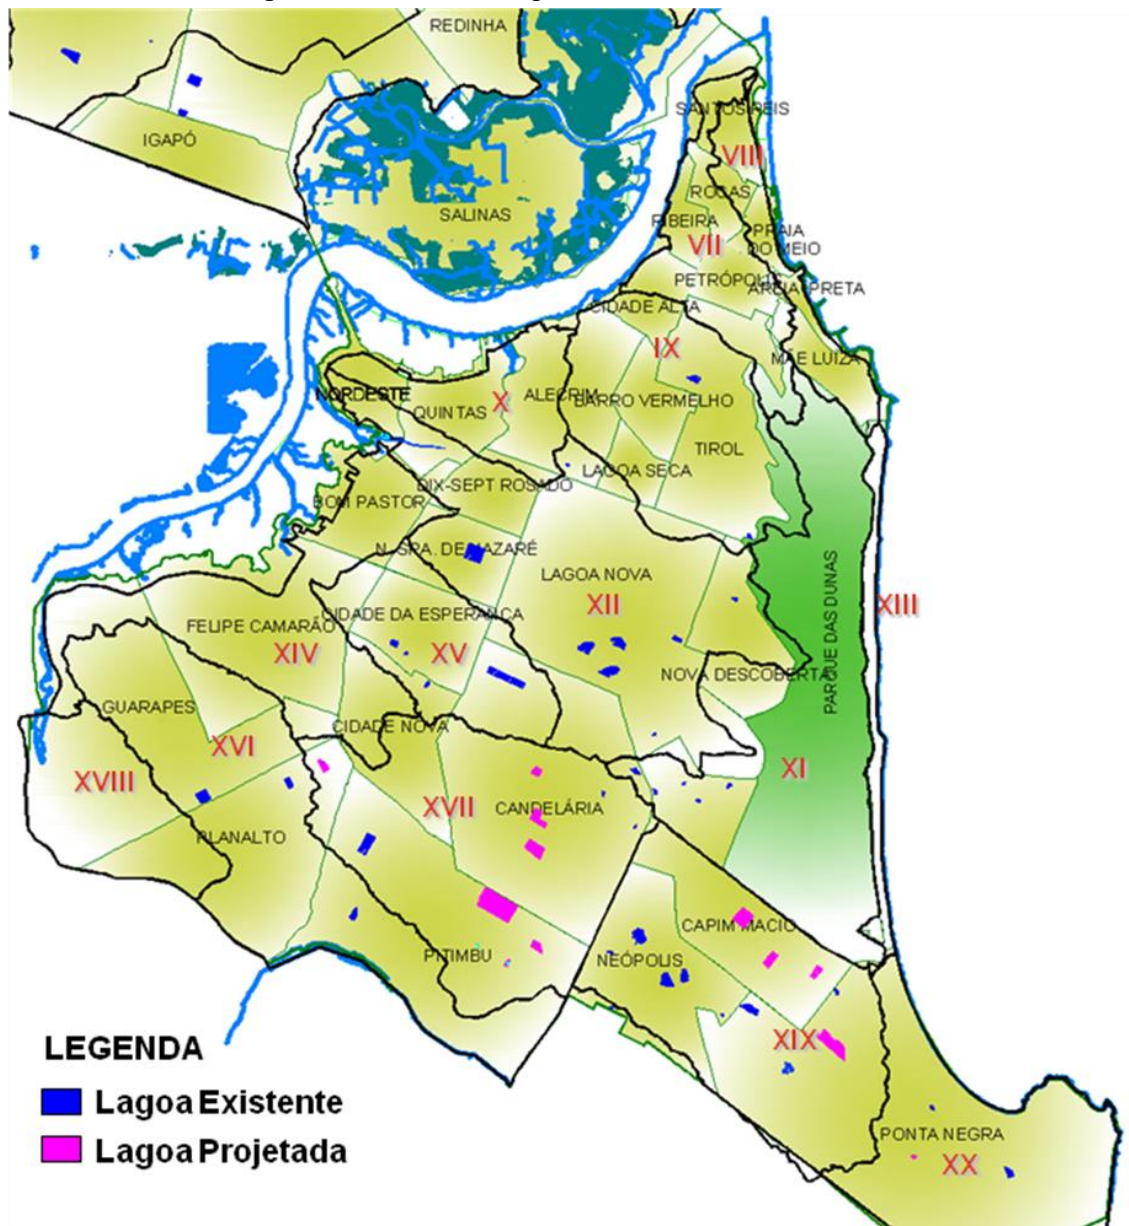 REDINHA
SANTOS REIS
IGAPÓ
VIII
ROCAS
SALINAS
RIBEIRA
PRAIA
DO MEIO
VII
PETRÓPOLIS
AREIA PRETA
CIDADE ALTA
IX
MÃE LUIZA
NORDESTE
QUINTAS
X
ALECRIM
BARRO VERMELHO
TIROL
LAGOA SECA
DIX-SEPT ROSADO
BOM PASTOR
N. SRA. DE NAZARÉ
LAGOA NOVA
XII
PARQUE DAS DUNAS
XIII
CIDADE DA ESPERANÇA
FELIPE CAMARÃO
XIV
XV
NOVA DESCOBERTA
GUARAPES
CIDADE NOVA
XVI
XVIII
XI
XVII
CANDELÁRIA
PLANALTO
CAPIM MACIO
PITIMBU
NEÓPOLIS
XIX
LEGENDA
Lagoa Existente
Lagoa Projetada
PONTA NEGRA
XX